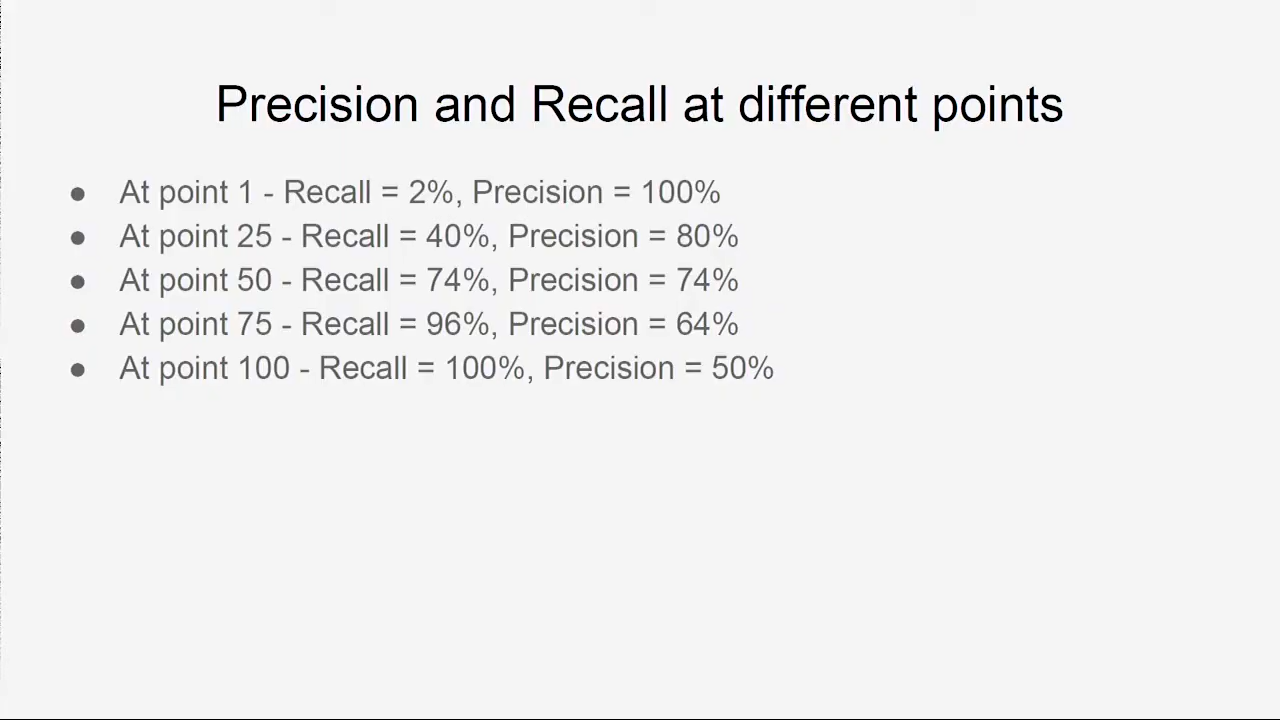 Precision and Recall at different points
● At point 1 - Recall = 2%, Precision = 100%
● At point 25 - Recall = 40%, Precision = 80%
● At point 50 - Recall = 74%, Precision = 74%
● At point 75 - Recall = 96%, Precision = 64%
● At point 100 - Recall = 100%, Precision = 50%